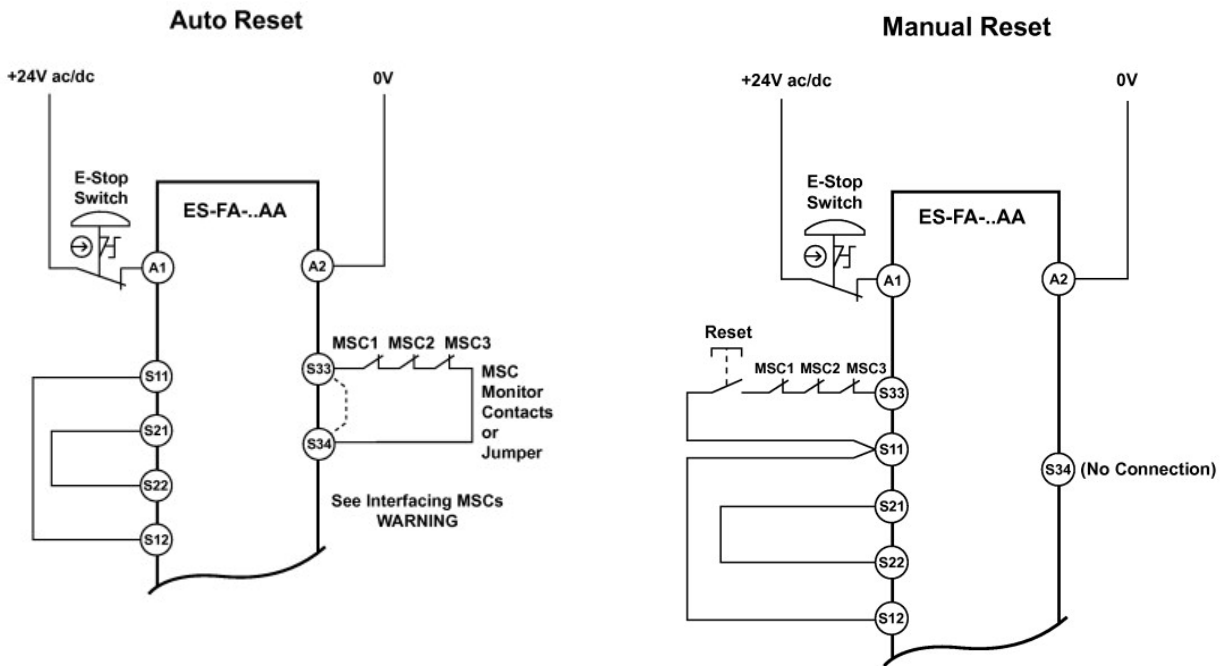 Auto Reset
+24V ac/dc
0V
E-Stop
Switch
ES-FA-..AA
A1
A2
MSC1 MSC2 MSC3
S33
MSC
Monitor
Contacts
or
Jumper
S11
S21
S34
S22
See Interfacing MSCs
WARNING
S12
Manual Reset
+24V ac/dc
0V
E-Stop
Switch
ES-FA-..AA
A1
A2
Reset
MSC1 MSC2 MSC3
S33
S11
S34 (No Connection)
S21
S22
S12